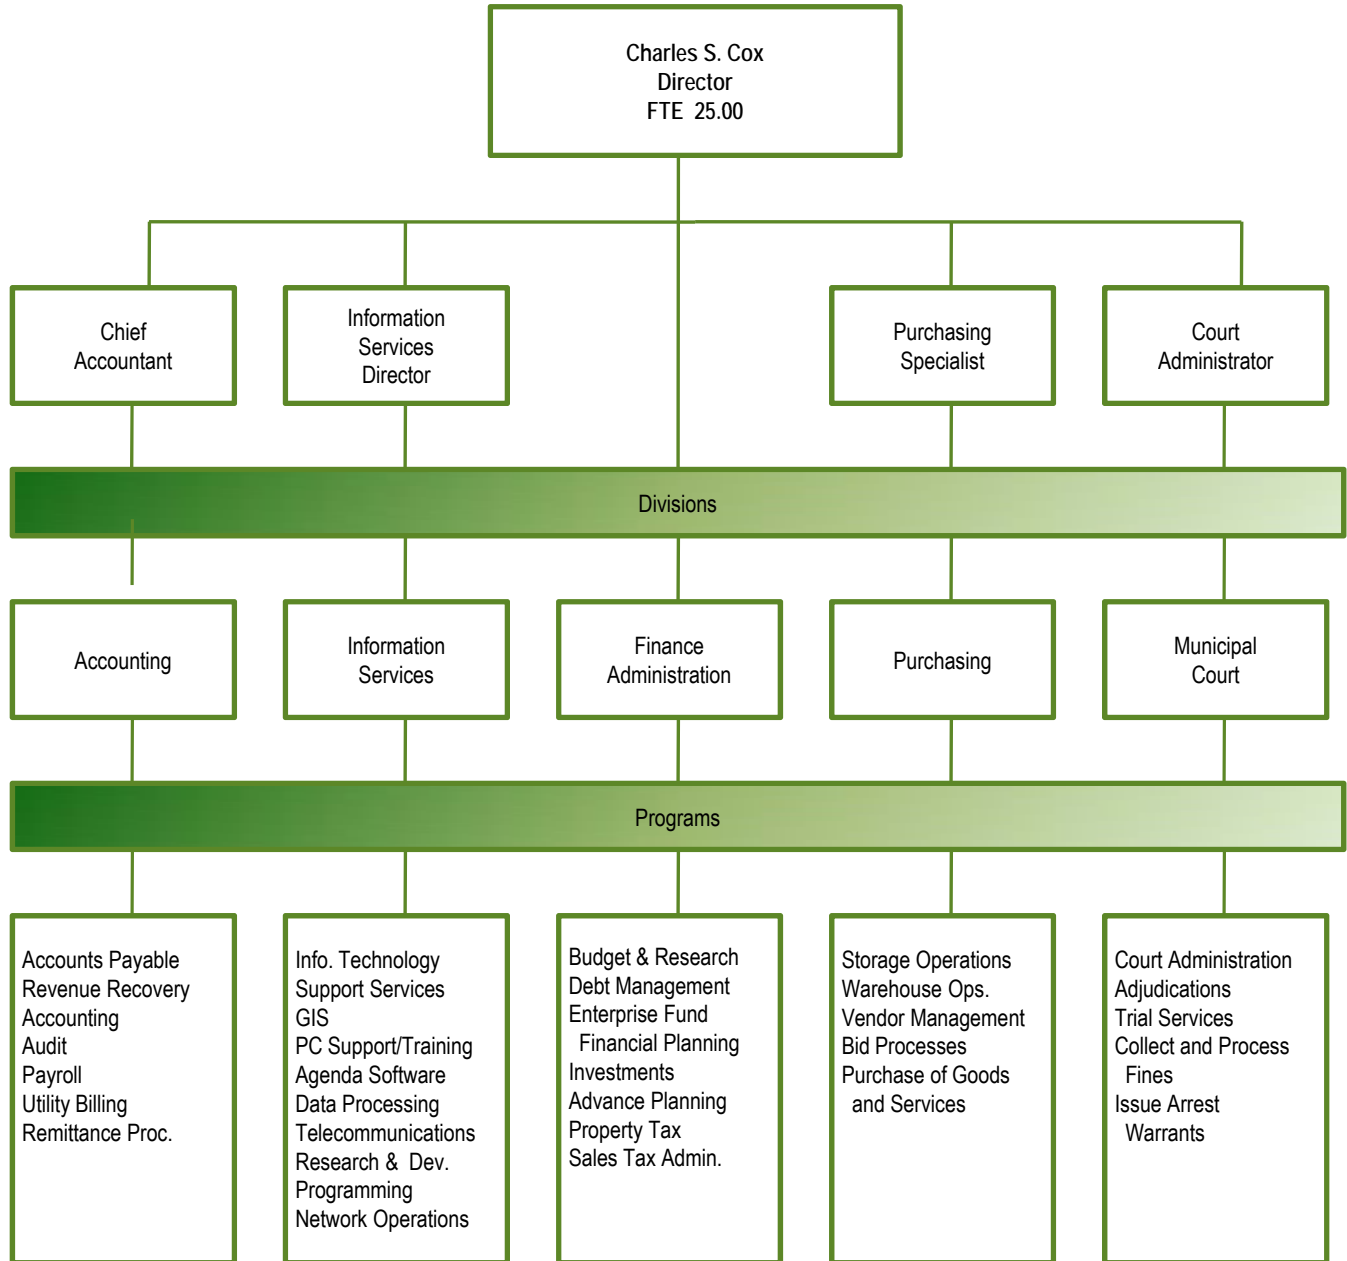 Charles S. Cox
Director
FTE 25.00
Chief
Accountant
Information
Services
Director
Purchasing
Specialist
Court
Administrator
Divisions
Accounting
Information
Services
Finance
Administration
Purchasing
Municipal
Court
Programs
Accounts Payable
Revenue Recovery
Accounting
Audit
Payroll
Utility Billing
Remittance Proc.
Info. Technology
Support Services
GIS
PC Support/Training
Agenda Software
Data Processing
Telecommunications
Research & Dev.
Programming
Network Operations
Budget & Research
Debt Management
Enterprise Fund
Financial Planning
Investments
Advance Planning
Property Tax
Sales Tax Admin.
Storage Operations
Warehouse Ops.
Vendor Management
Bid Processes
Purchase of Goods
and Services
Court Administration
Adjudications
Trial Services
Collect and Process
Fines
Issue Arrest
Warrants